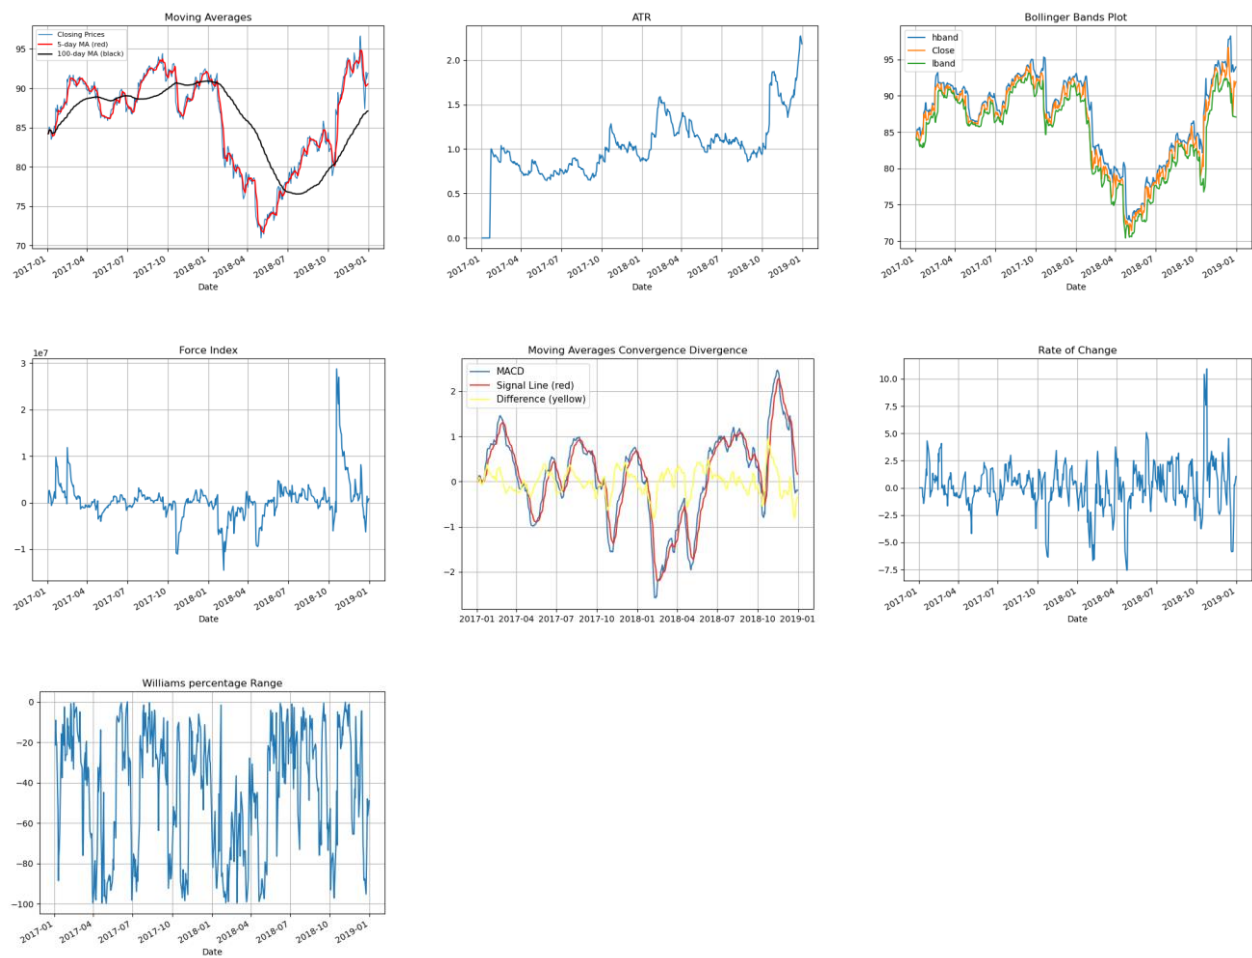 Moving Averages
Closing Prices
5-day MA (red)
100-day MA (black)
95
90
85
80
75
70
2017-01 2017-04 2017-07 2017-10 2018-01 2018-04 2018-07 2018-10 2019-01
Date
ATR
2.0
1.5
1.0
0.5
0.0
2017-01 2017-04 2017-07 2017-10 2018-01 2018-04 2018-07 2018-10 2019-01
Date
Bollinger Bands Plot
hband
Close
lband
95
90
85
80
75
70
2017-01 2017-04 2017-07 2017-10 2018-01 2018-04 2018-07 2018-10 2019-01
Date
Force Index
1e7
3
2
1
0
−1
2017-01 2017-04 2017-07 2017-10 2018-01 2018-04 2018-07 2018-10 2019-01
Date
Moving Averages Convergence Divergence
MACD
Signal Line (red)
Difference (yellow)
2
1
0
−1
−2
2017-01 2017-04 2017-07 2017-10 2018-01 2018-04 2018-07 2018-10 2019-01
Rate of Change
10.0
7.5
5.0
2.5
0.0
−2.5
−5.0
−7.5
2017-01 2017-04 2017-07 2017-10 2018-01 2018-04 2018-07 2018-10 2019-01
Date
Williams percentage Range
0
−20
−40
−60
−80
−100
2017-01 2017-04 2017-07 2017-10 2018-01 2018-04 2018-07 2018-10 2019-01
Date